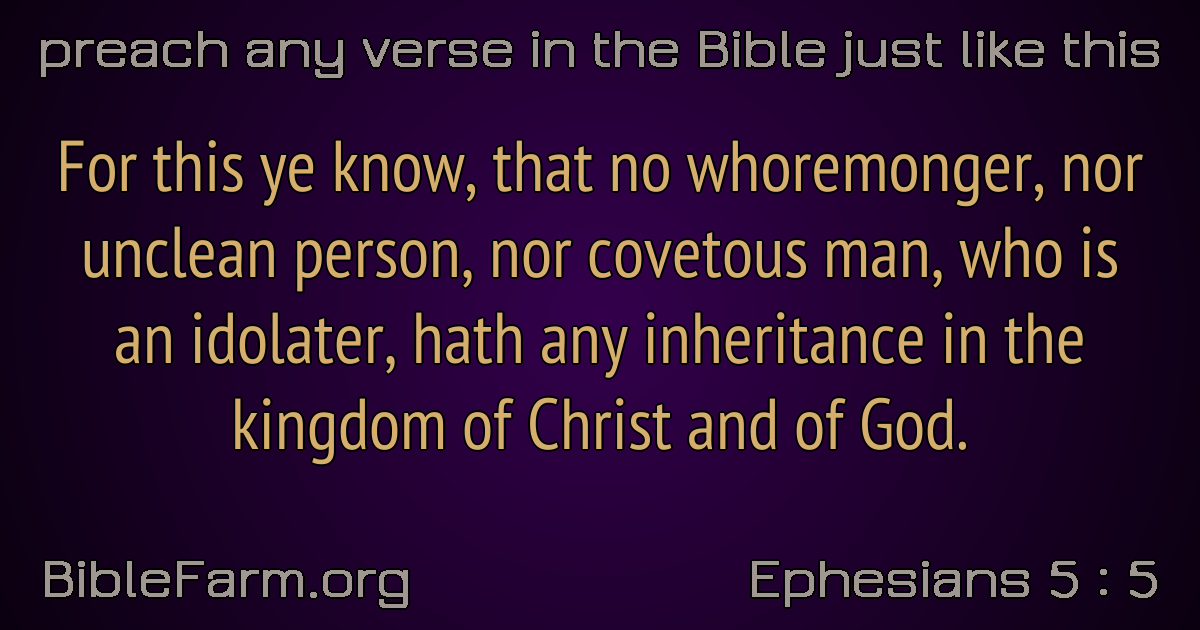 preach any verse in the Bible just like this
For this ye know, that no whoremonger, nor
unclean person, nor covetous man, who is
an idolater, hath any inheritance in the
kingdom of Christ and of God.
BibleFarm.org
Ephesians 5 : 5